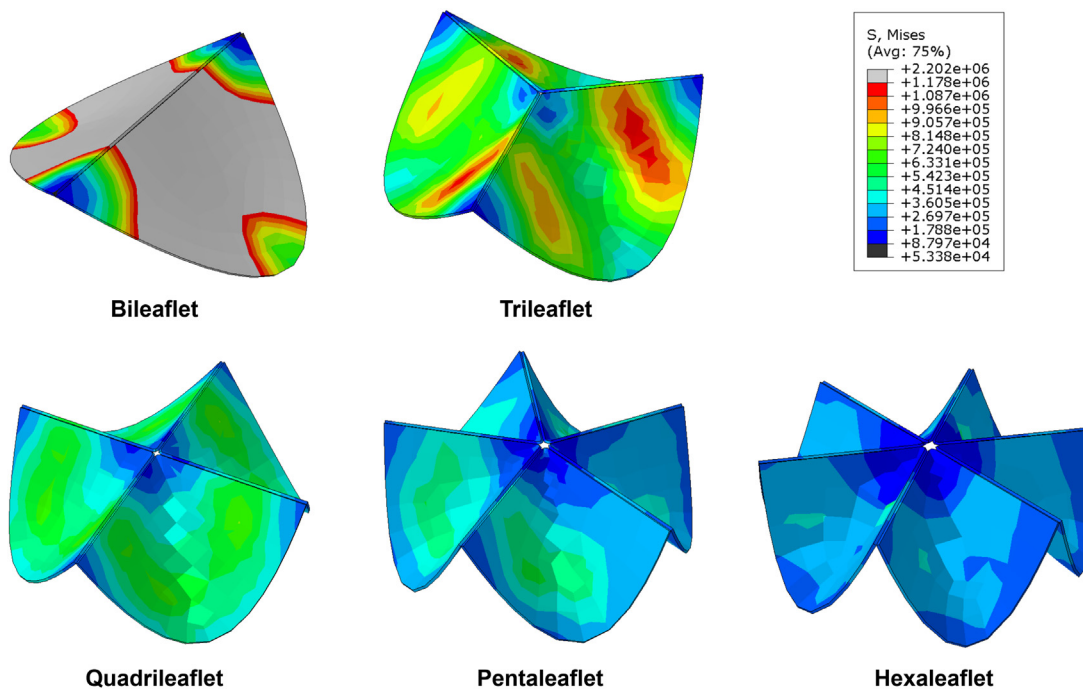 S, Mises
(Avg: 75%)
+2.202e+06
+1.178e+06
+1.087e+06
+9.966e+05
+9.057e+05
+8.148e+05
+7.240e+05
+6.331e+05
+5.423e+05
+4.514e+05
+3.605e+05
+2.697e+05
+1.788e+05
+8.797e+04
+5.338e+04
Bileaflet
Trileaflet
Quadrileaflet
Pentaleaflet
Hexaleaflet